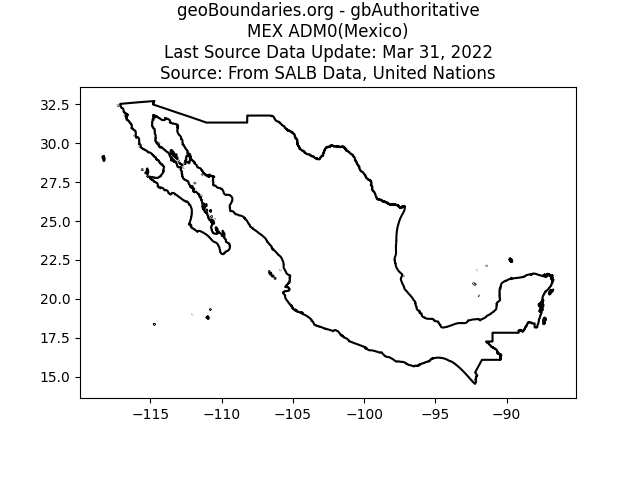 geoBoundaries.org - gbAuthoritative
MEX ADM0(Mexico)
Last Source Data Update: Mar 31, 2022
Source: From SALB Data, United Nations
32.5
30.0
27.5
25.0
22.5
20.0
17.5
15.0
−115 −110 −105 −100 −95 −90